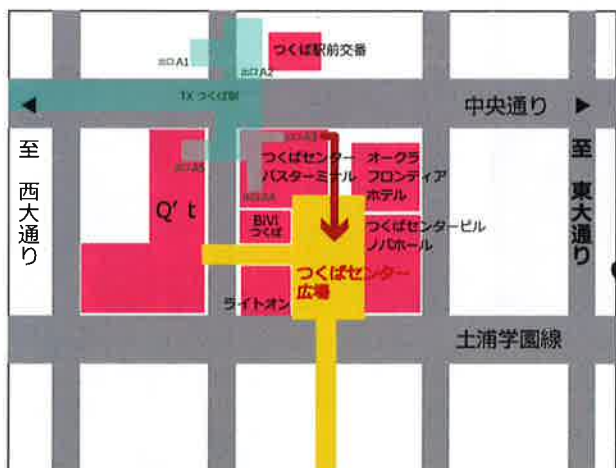 つくば駅前交番
出口A1
出口A2
TX つくば駅
中央通り
至 西大通り
至 東大通り
出口A3
出口A5
出口A4
つくばセンター
バスターミナル
オークラ
フロンティア
ホテル
Q't
BiVi
つくば
つくばセンタービル
ノバホール
つくばセンター
広場
ライトオン
土浦学園線